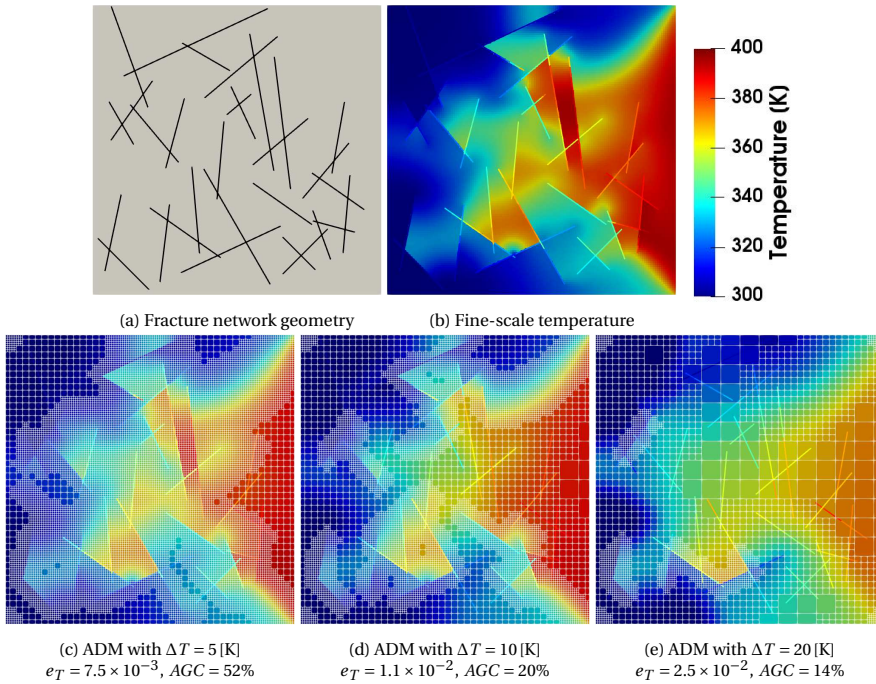 400
380
360
340
320
300
Temperature (K)
(a) Fracture network geometry
(b) Fine-scale temperature
(c) ADM with ΔT = 5 [K]
e_T = 7.5 × 10⁻³, AGC = 52%
(d) ADM with ΔT = 10 [K]
e_T = 1.1 × 10⁻², AGC = 20%
(e) ADM with ΔT = 20 [K]
e_T = 2.5 × 10⁻², AGC = 14%